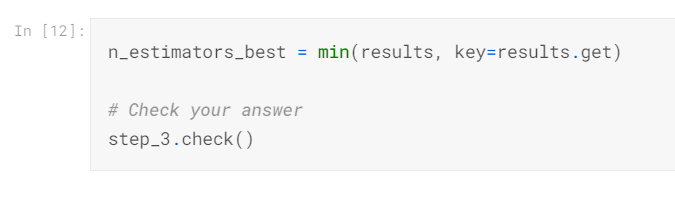 In [12]:
n_estimators_best = min(results, key=results.get)
# Check your answer
step_3.check()